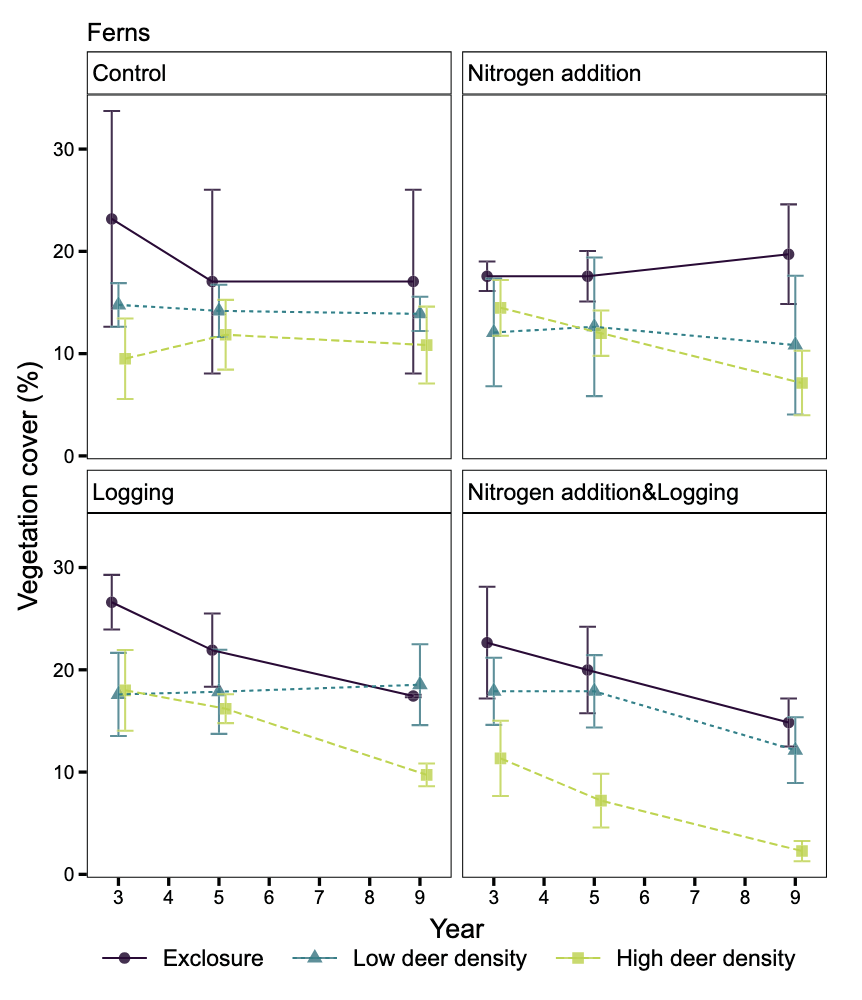 Ferns
Control
Nitrogen addition
30
20
10
0
Vegetation cover (%)
Logging
Nitrogen addition&Logging
30
20
10
0
3 4 5 6 7 8 9
3 4 5 6 7 8 9
Year
Exclosure Low deer density High deer density